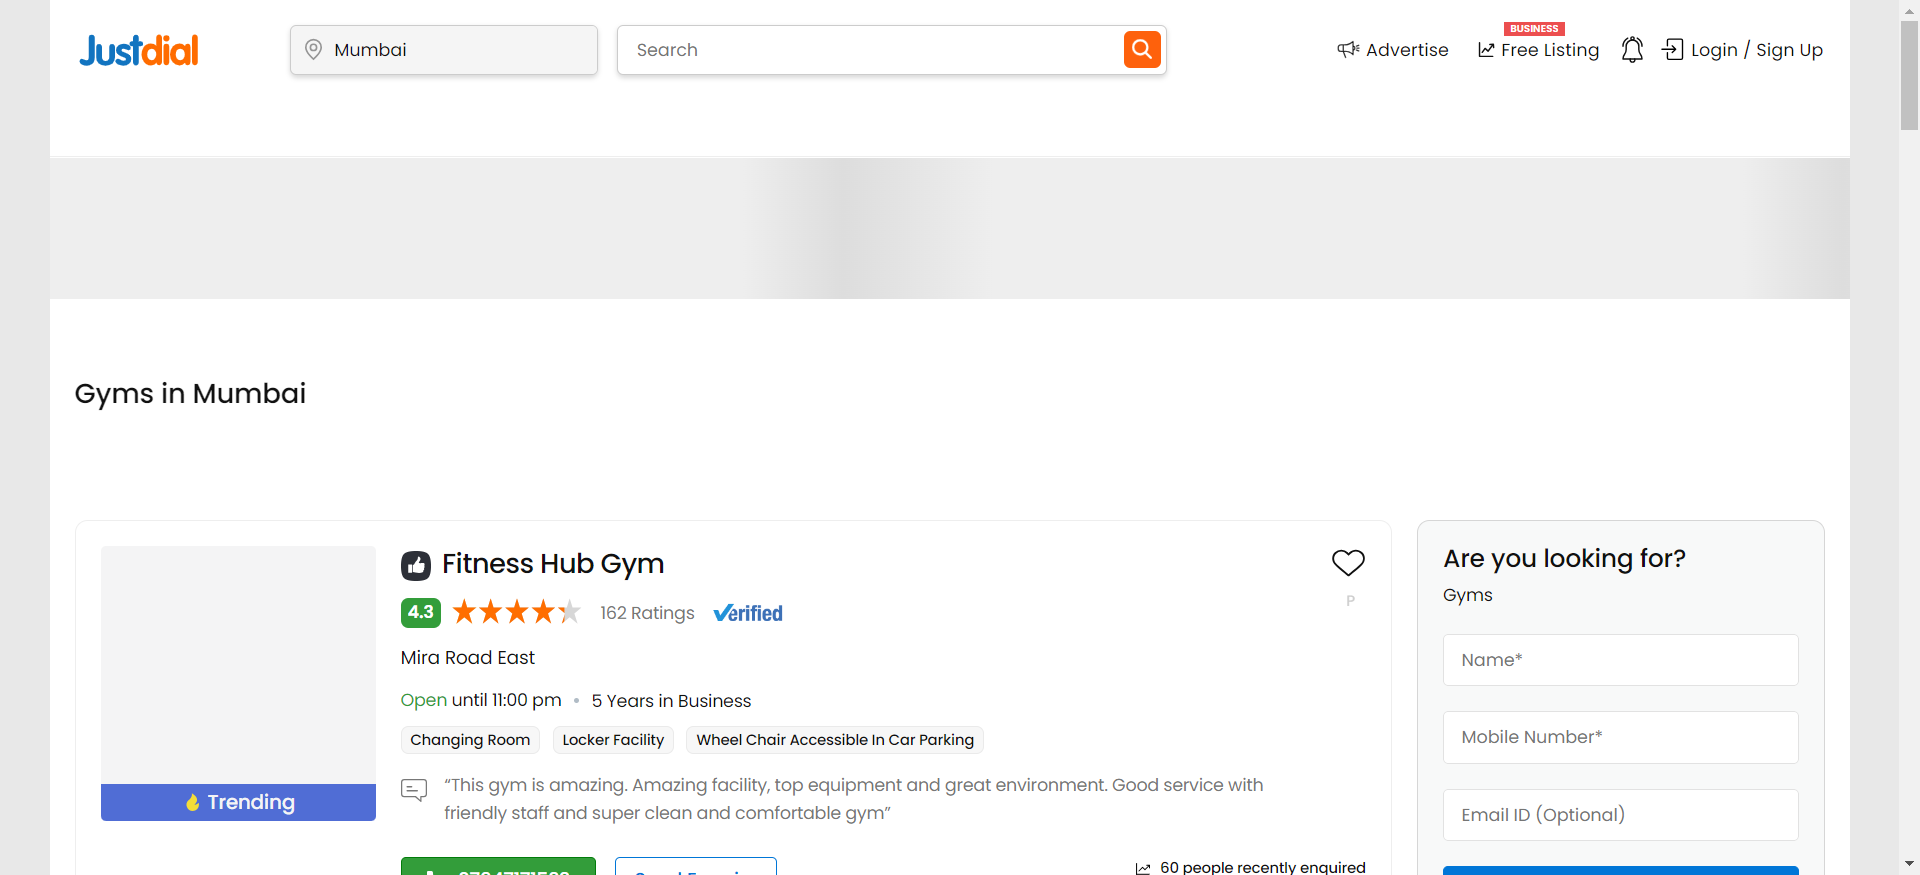 Justdial
Mumbai
Search
Advertise
BUSINESS
Free Listing
Login / Sign Up
Gyms in Mumbai
Fitness Hub Gym
4.3
162 Ratings
Verified
Mira Road East
Open until 11:00 pm • 5 Years in Business
Changing Room
Locker Facility
Wheel Chair Accessible In Car Parking
“This gym is amazing. Amazing facility, top equipment and great environment. Good service with
friendly staff and super clean and comfortable gym”
Trending
60 people recently enquired
P
Are you looking for?
Gyms
Name*
Mobile Number*
Email ID (Optional)